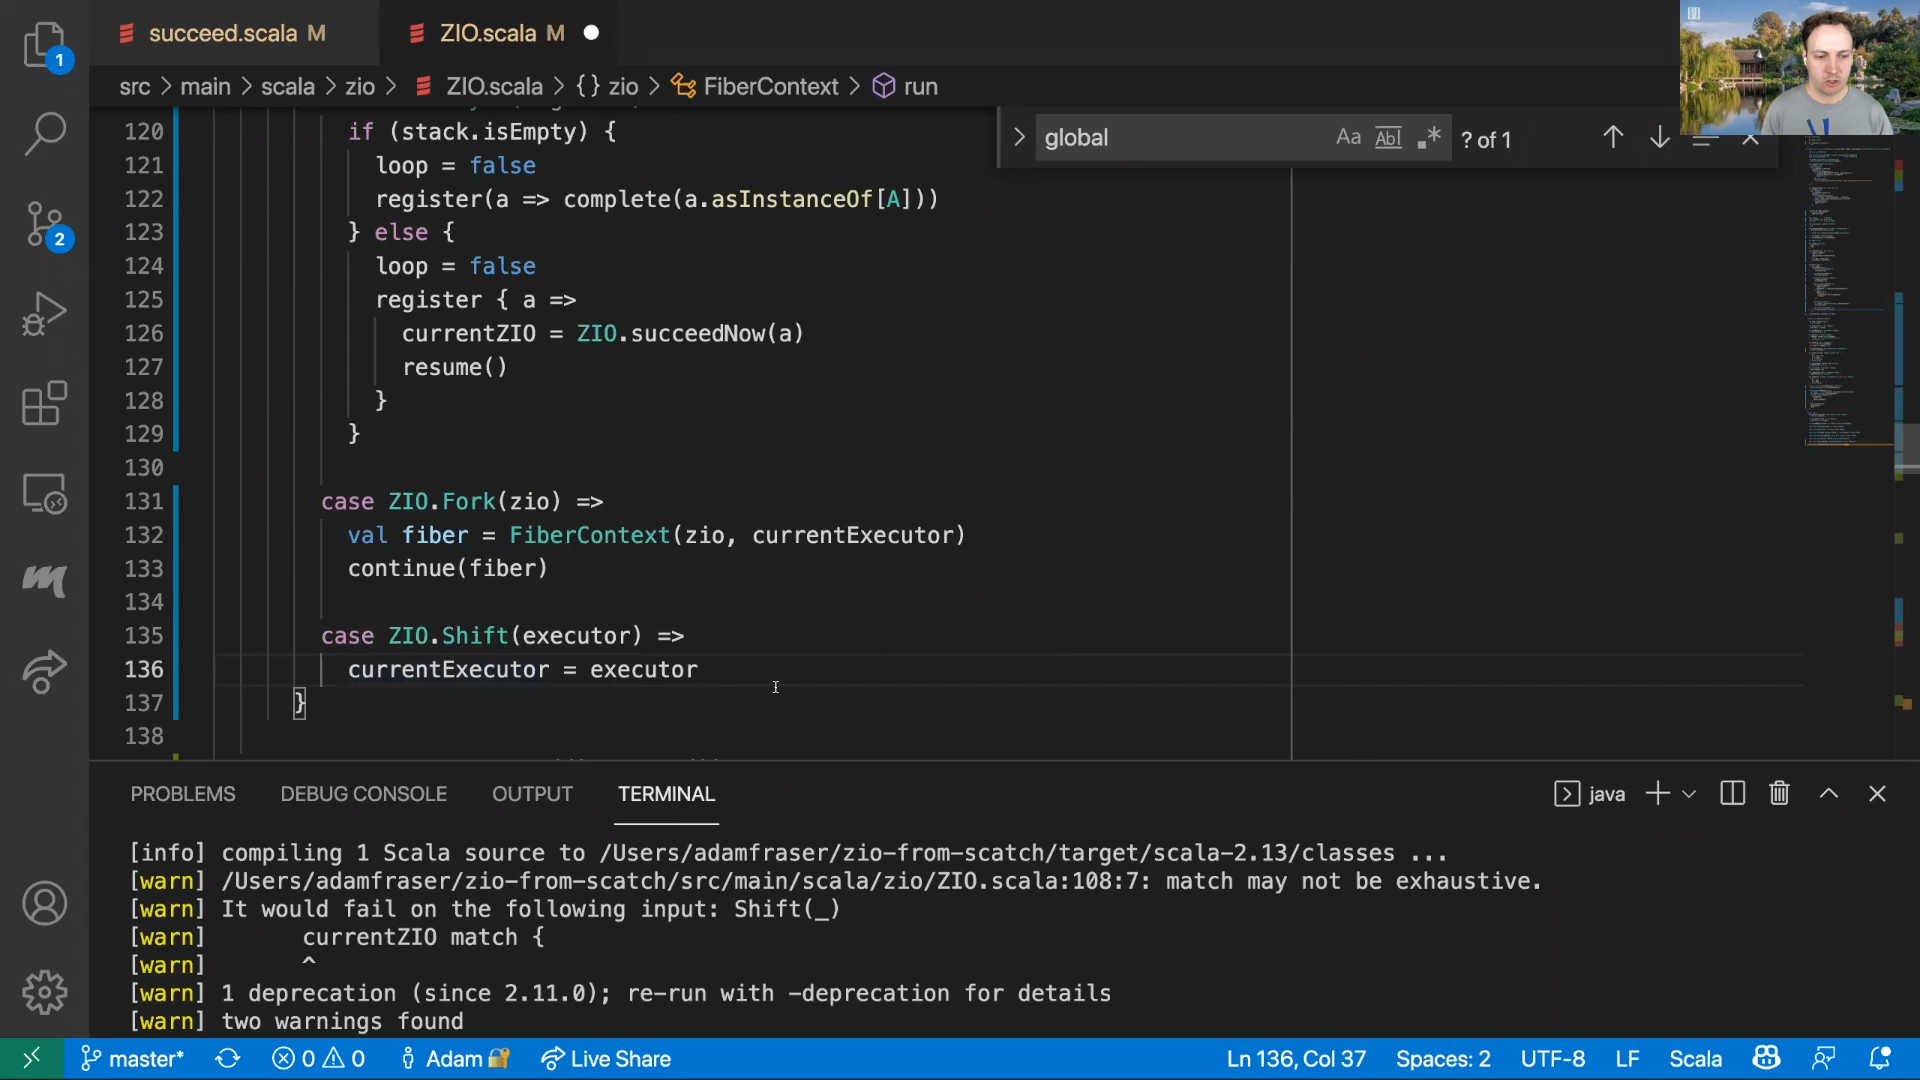 succeed.scala M
ZIO.scala M
src > main > scala > zio > ZIO.scala > {} zio > FiberContext > run
global
Aa Abl .* ? of 1
120 if (stack.isEmpty) {
121 loop = false
122 register(a => complete(a.asInstanceOf[A]))
123 } else {
124 loop = false
125 register { a =>
126 currentZIO = ZIO.succeedNow(a)
127 resume()
128 }
129 }
130
131 case ZIO.Fork(zio) =>
132 val fiber = FiberContext(zio, currentExecutor)
133 continue(fiber)
134
135 case ZIO.Shift(executor) =>
136 currentExecutor = executor
137 }
138
1
2
PROBLEMS DEBUG CONSOLE OUTPUT TERMINAL
java
[info] compiling 1 Scala source to /Users/adamfraser/zio-from-scatch/target/scala-2.13/classes ...
[warn] /Users/adamfraser/zio-from-scatch/src/main/scala/zio/ZIO.scala:108:7: match may not be exhaustive.
[warn] It would fail on the following input: Shift(_)
[warn] currentZIO match {
[warn] ^
[warn] 1 deprecation (since 2.11.0); re-run with -deprecation for details
[warn] two warnings found
master* 0 0 Adam Live Share Ln 136, Col 37 Spaces: 2 UTF-8 LF Scala